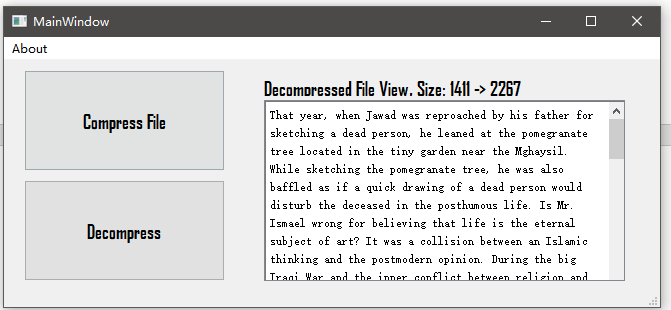 MainWindow
About
Compress File
Decompress
Decompressed File View. Size: 1411 -> 2267
That year, when Jawad was reproached by his father for
sketching a dead person, he leaned at the pomegranate
tree located in the tiny garden near the Mghaysil.
While sketching the pomegranate tree, he was also
baffled as if a quick drawing of a dead person would
disturb the deceased in the posthumous life. Is Mr.
Ismael wrong for believing that life is the eternal
subject of art? It was a collision between an Islamic
thinking and the postmodern opinion. During the big
Iraqi War and the inner conflict between religion and